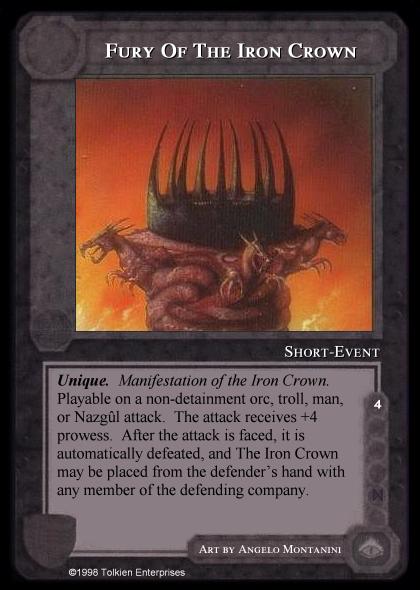 Fury Of The Iron Crown
Short-Event
Unique. Manifestation of the Iron Crown.
Playable on a non-detainment orc, troll, man,
or Nazgûl attack. The attack receives +4
prowess. After the attack is faced, it is
automatically defeated, and The Iron Crown
may be placed from the defender's hand with
any member of the defending company.
4
Art by Angelo Montanini
©1998 Tolkien Enterprises